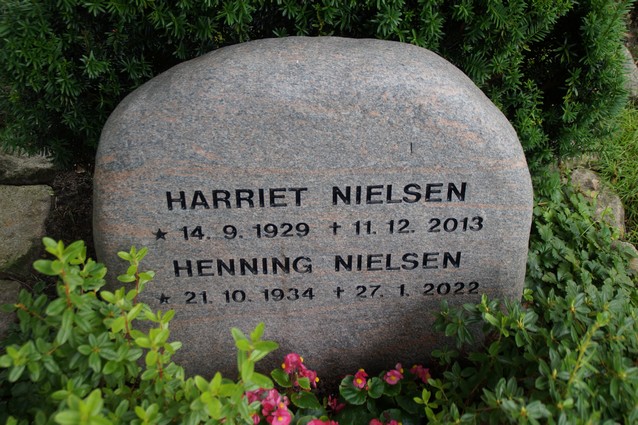 HARRIET NIELSEN
★ 14. 9. 1929 ✝ 11. 12. 2013
HENNING NIELSEN
★ 21. 10. 1934 ✝ 27. 1. 2022